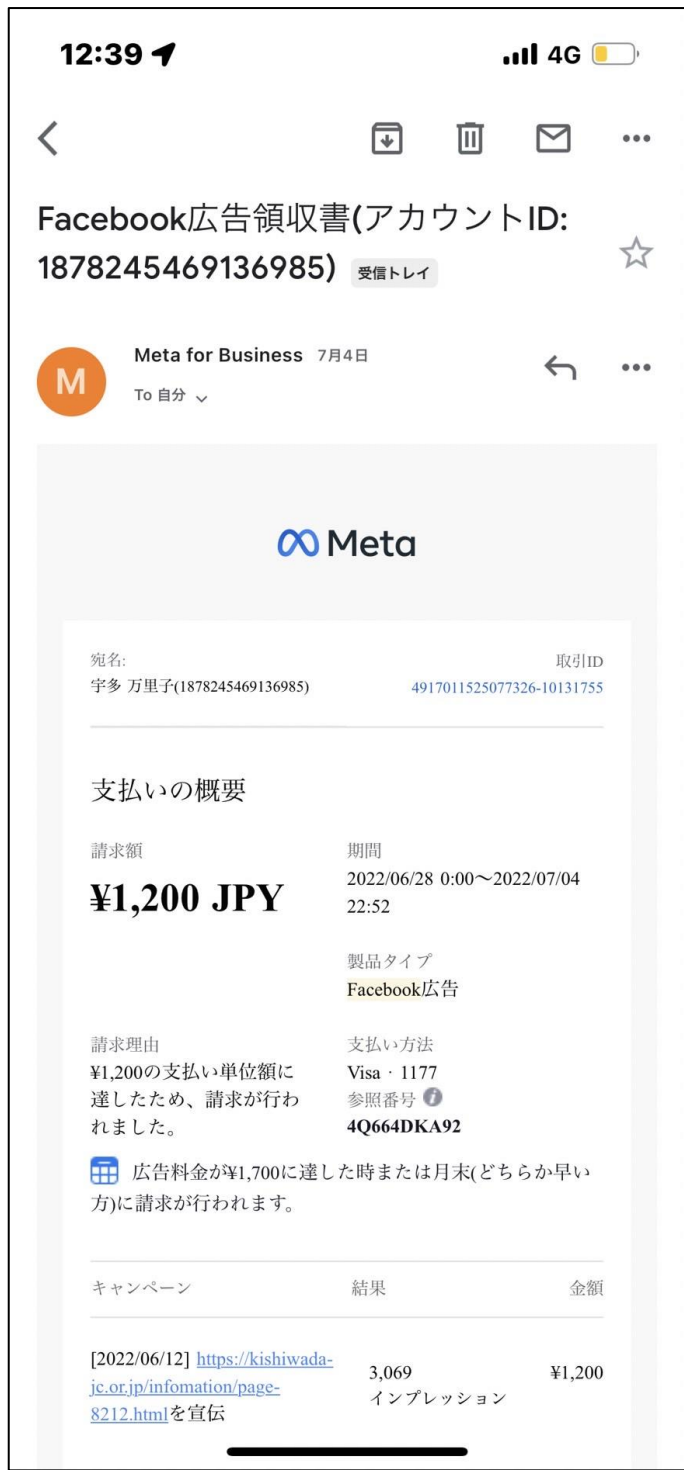 12:39
4G
Facebook広告領収書(アカウントID:
1878245469136985) 受信トレイ
M
Meta for Business 7月4日
To 自分
Meta
宛名:
取引ID
宇多 万里子(1878245469136985)
4917011525077326-10131755
支払いの概要
請求額
期間
¥1,200 JPY
2022/06/28 0:00〜2022/07/04
22:52
製品タイプ
Facebook広告
請求理由
支払い方法
¥1,200の支払い単位額に
達したため、請求が行わ
れました。
Visa · 1177
参照番号
4Q664DKA92
広告料金が¥1,700に達した時または月末(どちらか早い
方)に請求が行われます。
キャンペーン
結果
金額
[2022/06/12] https://kishiwada-
jc.or.jp/infomation/page-
8212.htmlを宣伝
3,069
インプレッション
¥1,200